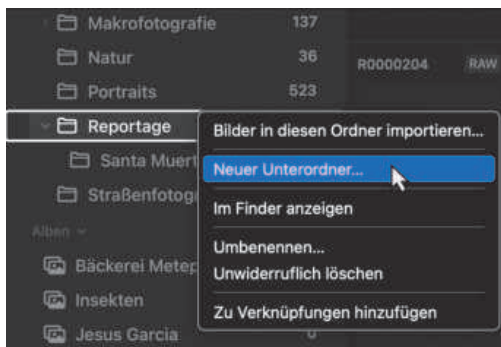 Makrofotografie 137
Natur 36
R0000204 RAW
Portraits 523
Reportage
Bilder in diesen Ordner importieren...
Santa Muert
Neuer Unterordner...
Straßenfotog
Im Finder anzeigen
Alben
Umbenennen...
Bäckerei Metep
Unwiderruflich löschen
Insekten
Zu Verknüpfungen hinzufügen
Jesus Garcia 0